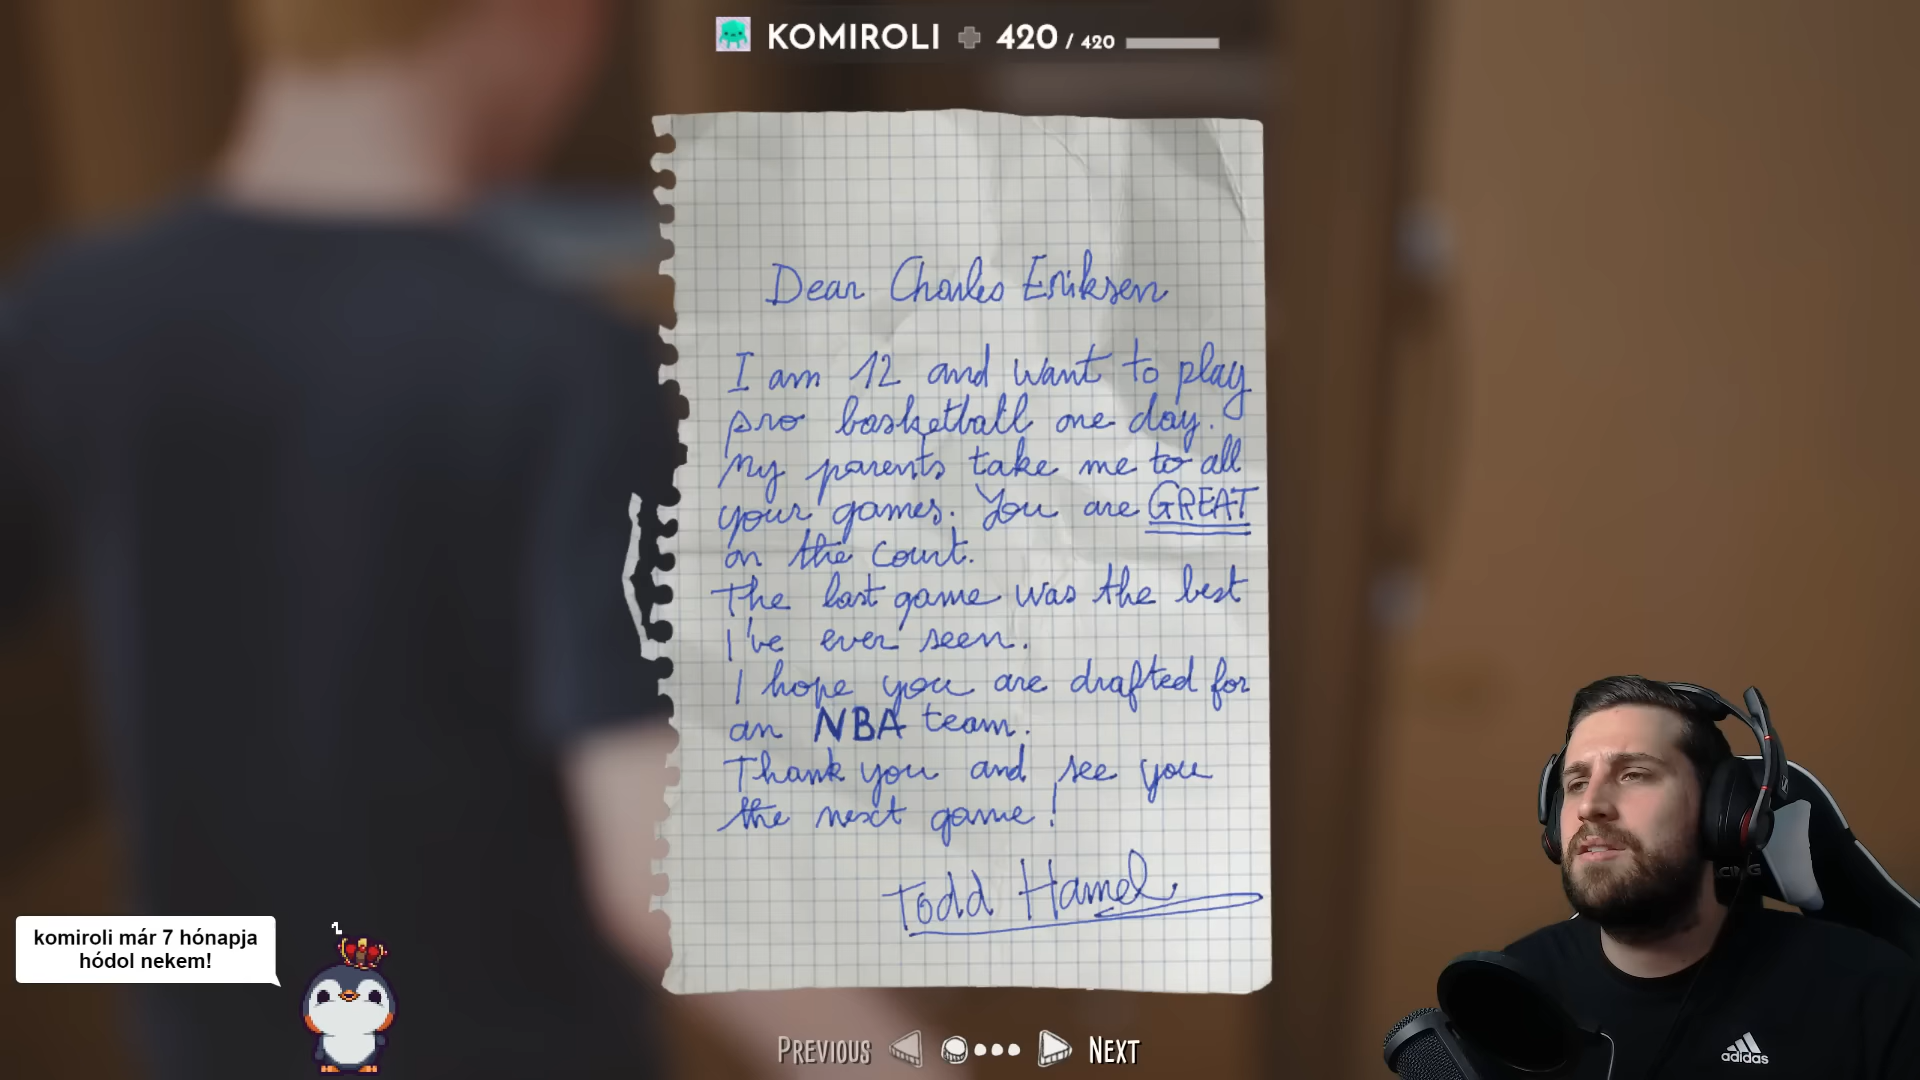 KOMIROLI 420 / 420
Dear Charles Eriksen
I am 12 and want to play
pro basketball one day.
My parents take me to all
your games. You are GREAT
on the court.
The last game was the best
I've ever seen.
I hope you are drafted for
an NBA team.
Thank you and see you
the next game!
Todd Hamel
komiroli már 7 hónapja
hódol nekem!
PREVIOUS NEXT
CING
adidas